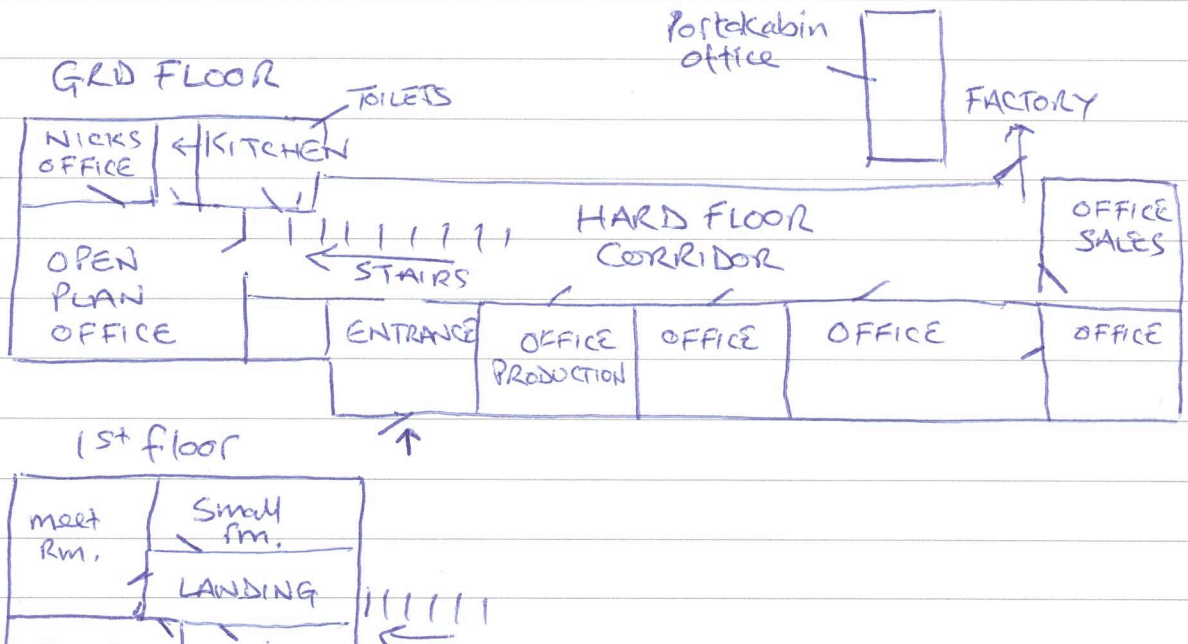 Portakabin
office
GRD FLOOR
TOILETS
FACTORY
NICKS
OFFICE
KITCHEN
HARD FLOOR
CORRIDOR
OFFICE
SALES
STAIRS
OPEN
PLAN
OFFICE
ENTRANCE
OFFICE
PRODUCTION
OFFICE
OFFICE
OFFICE
1st floor
meet
Rm.
Small
rm.
LANDING